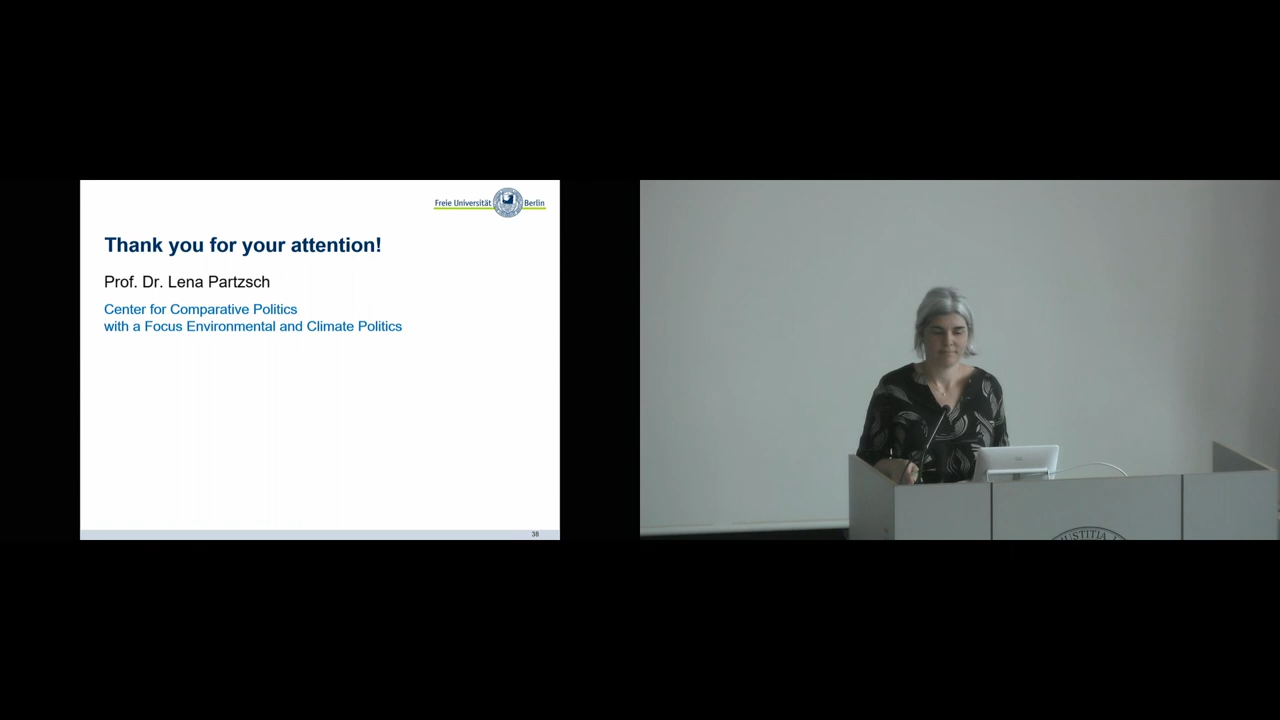 Freie Universität Berlin
Thank you for your attention!
Prof. Dr. Lena Partzsch
Center for Comparative Politics
with a Focus Environmental and Climate Politics
38
JUSTITIA